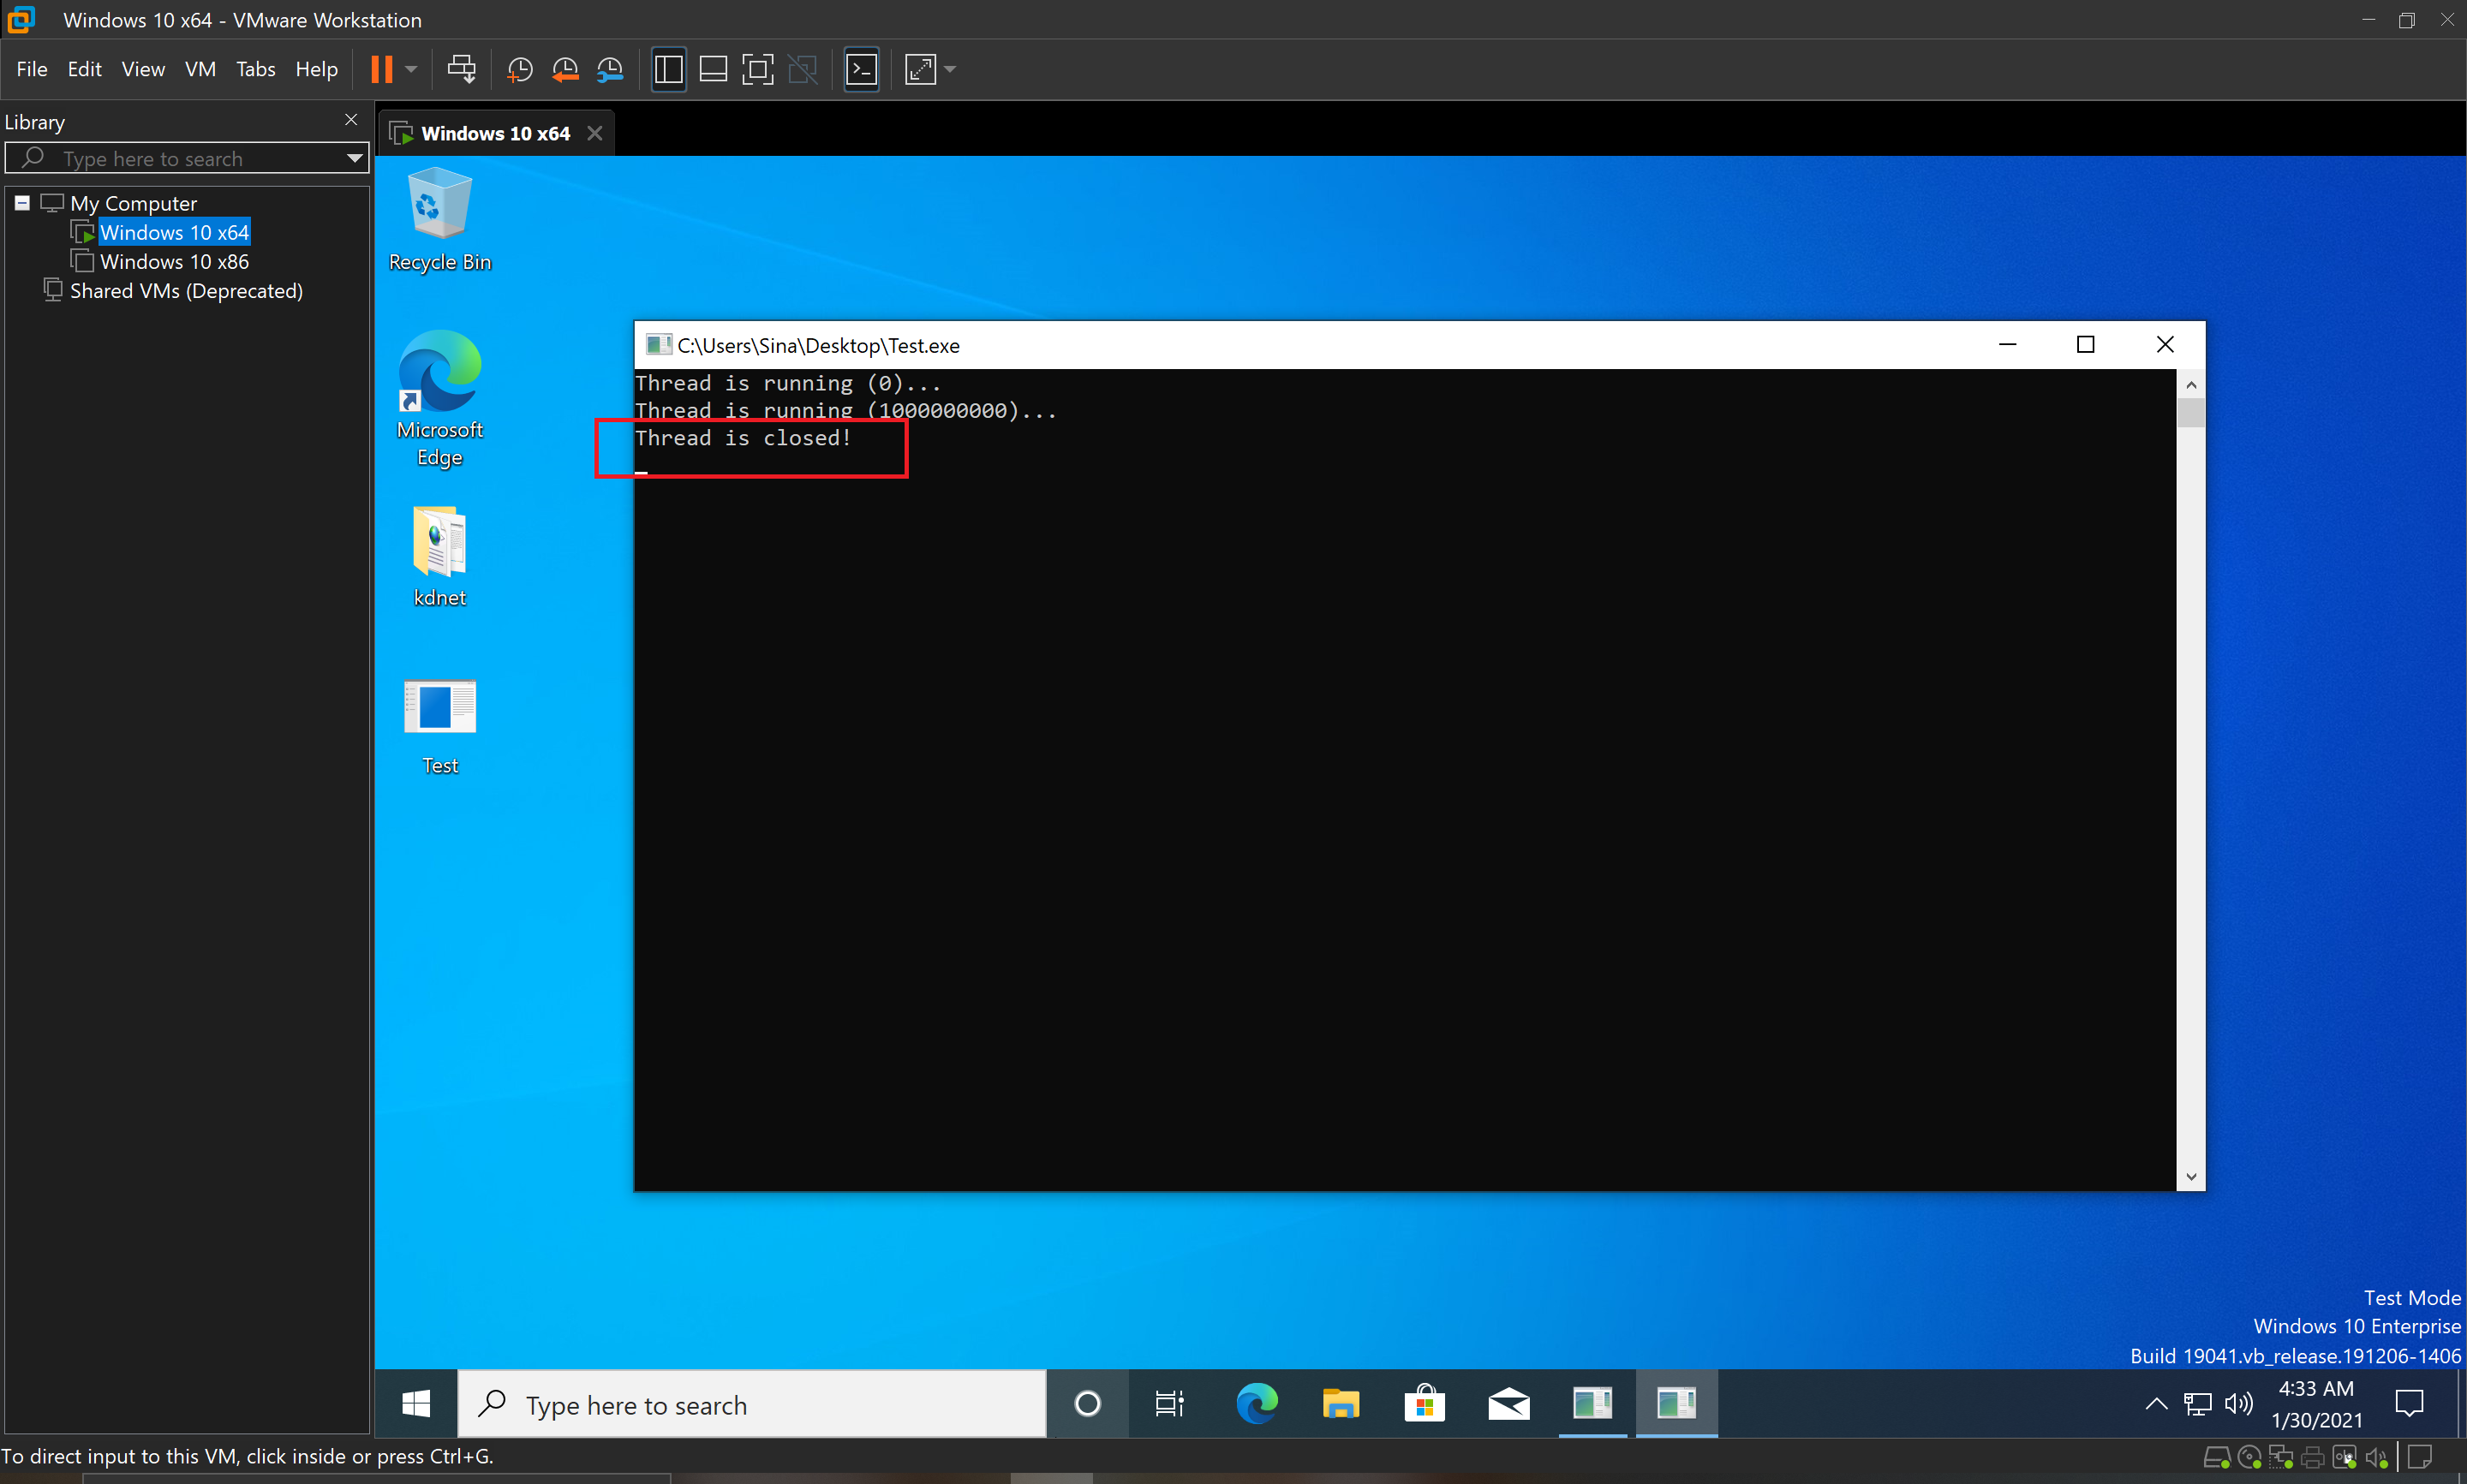 Windows 10 x64 - VMware Workstation
File Edit View VM Tabs Help
Library
Type here to search
My Computer
Windows 10 x64
Windows 10 x86
Shared VMs (Deprecated)
Windows 10 x64
Recycle Bin
Microsoft
Edge
kdnet
Test
C:\Users\Sina\Desktop\Test.exe
Thread is running (0)...
Thread is running (1000000000)...
Thread is closed!
Test Mode
Windows 10 Enterprise
Build 19041.vb_release.191206-1406
Type here to search
4:33 AM
1/30/2021
To direct input to this VM, click inside or press Ctrl+G.